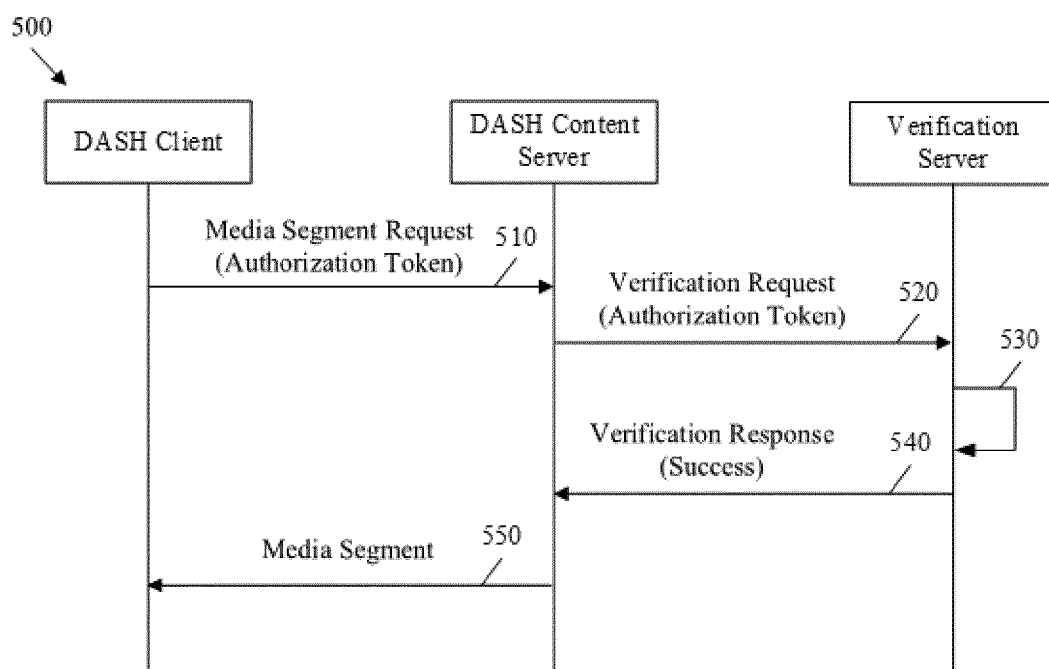 500
DASH Client
DASH Content
Server
Verification
Server
Media Segment Request
(Authorization Token)
510
Verification Request
(Authorization Token)
520
530
Verification Response
(Success)
540
Media Segment
550